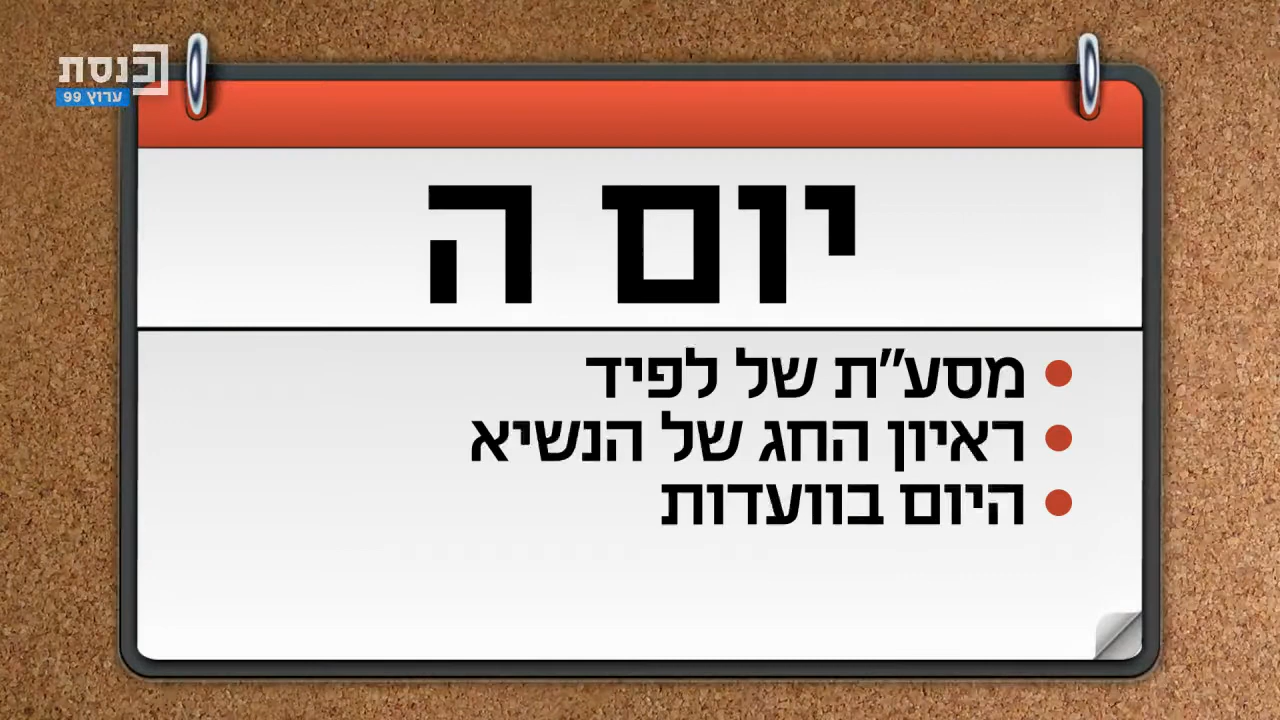 כנסת
ערוץ 99
יום ה
מסע״ת של לפיד
ראיון החג של הנשיא
היום בוועדות